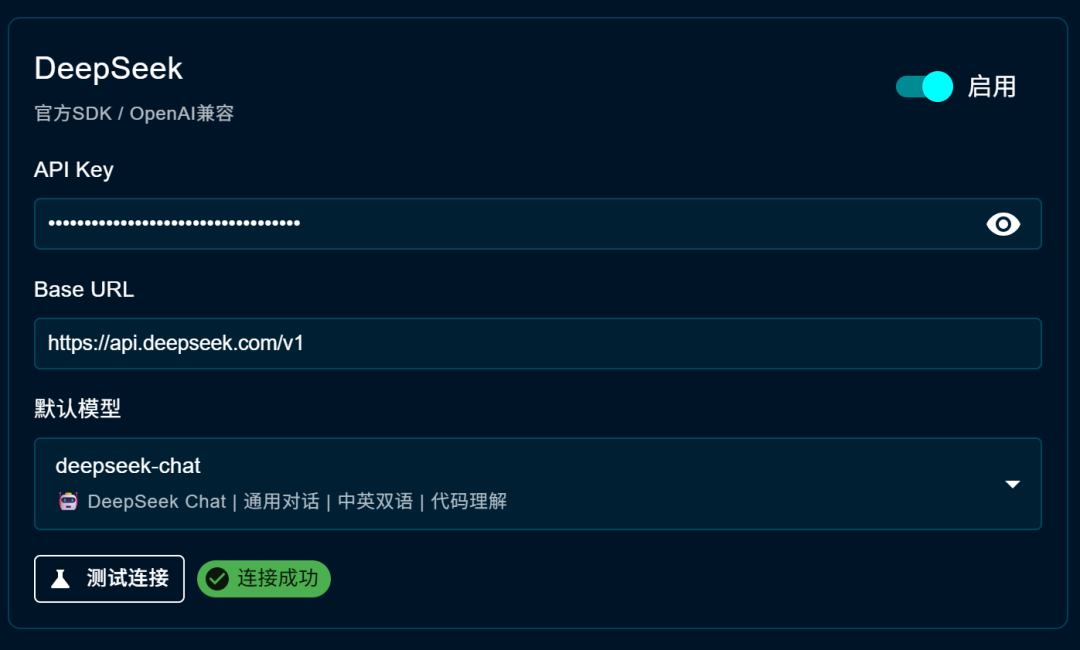 DeepSeek
启用
官方SDK / OpenAI兼容
API Key
•••••••••••••••••••••••••••••••••••
Base URL
https://api.deepseek.com/v1
默认模型
deepseek-chat
DeepSeek Chat | 通用对话 | 中英双语 | 代码理解
测试连接 连接成功